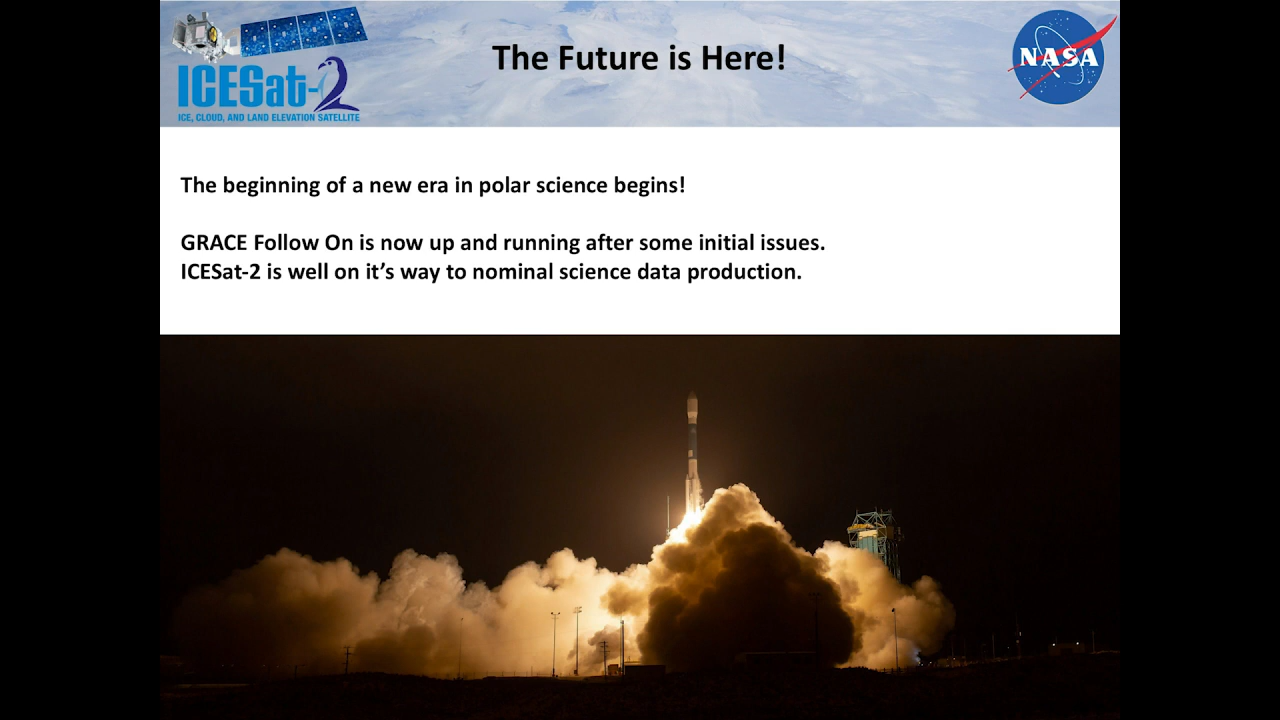 The Future is Here!
NASA
ICESat-2
ICE, CLOUD, AND LAND ELEVATION SATELLITE
The beginning of a new era in polar science begins!
GRACE Follow On is now up and running after some initial issues.
ICESat-2 is well on it’s way to nominal science data production.